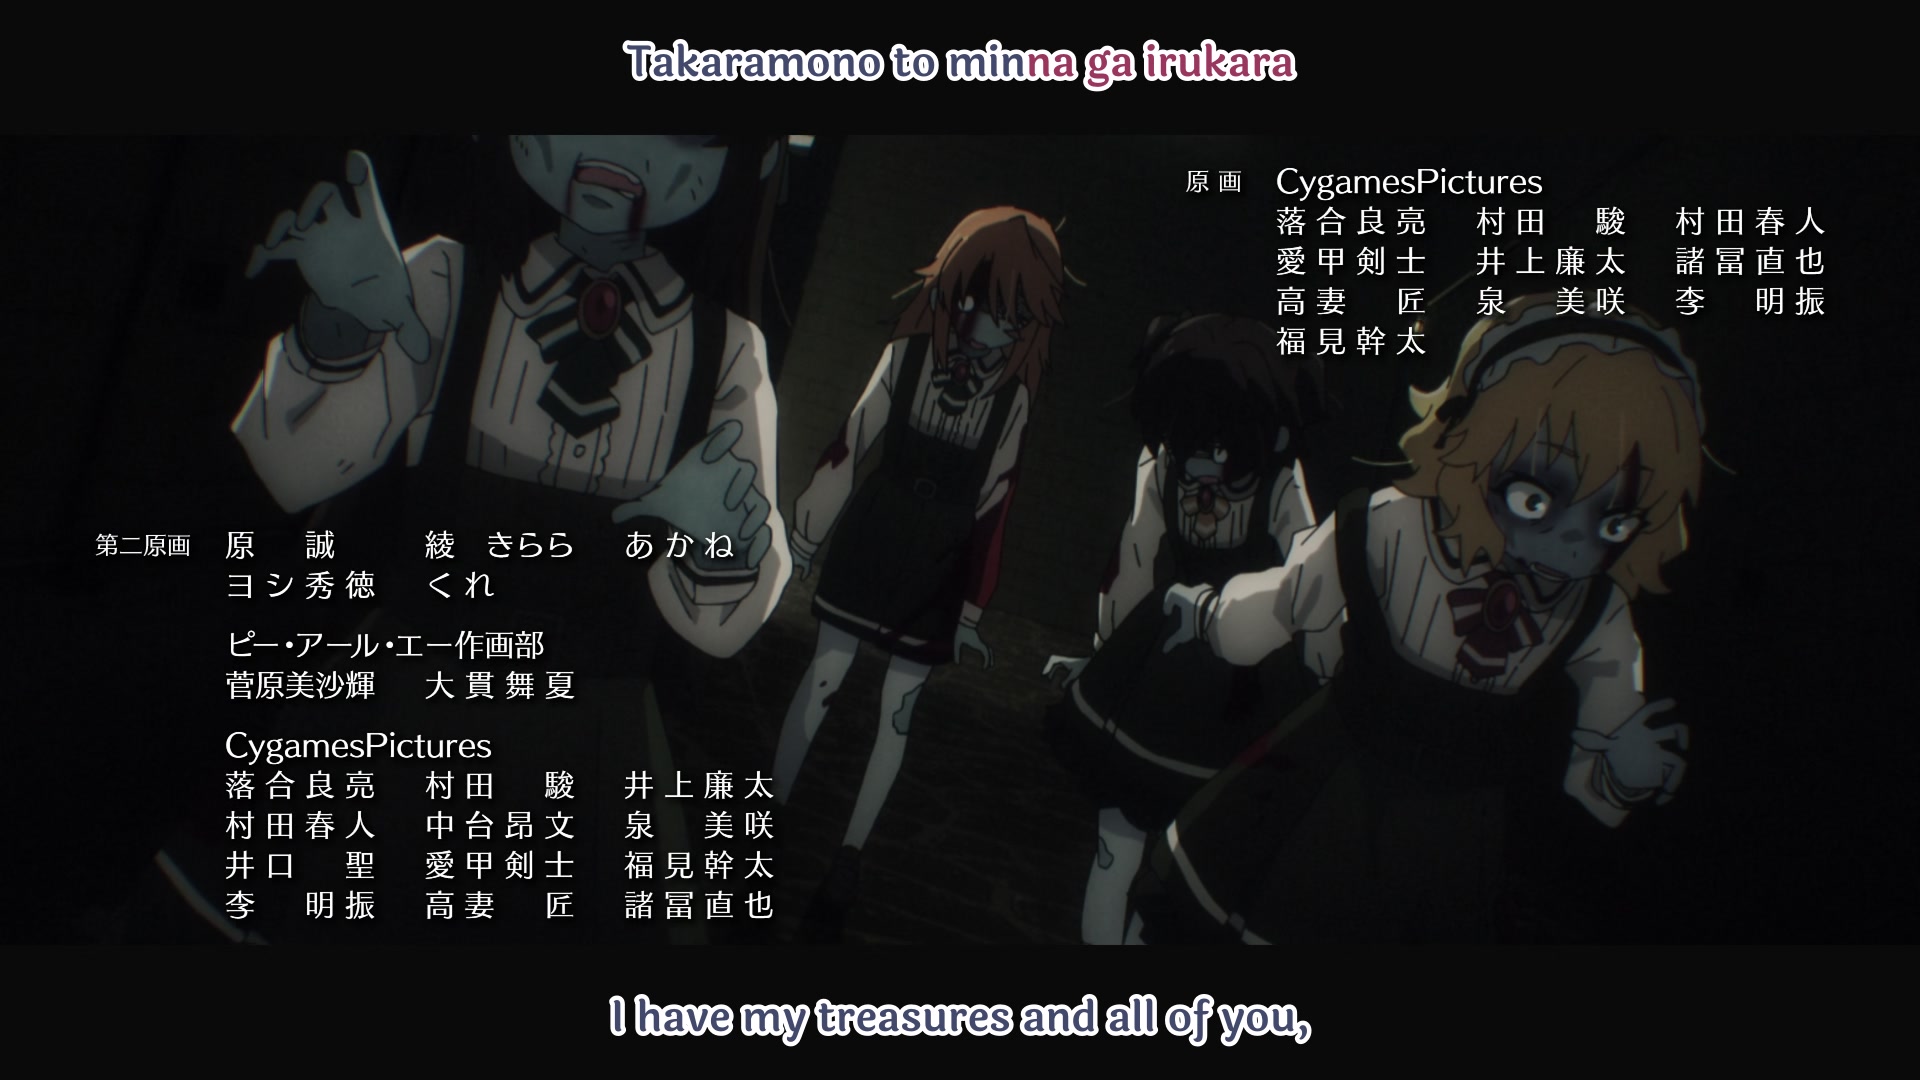 Takaramono to minna ga irukara
原画 CygamesPictures
落合良亮 村田 駿 村田春人
愛甲剣士 井上廉太 諸冨直也
高妻 匠 泉 美咲 李 明振
福見幹太
第二原画 原 誠 綾 きらら あかね
ヨシ秀徳 くれ
ピー・アール・エー作画部
菅原美沙輝 大貫舞夏
CygamesPictures
落合良亮 村田 駿 井上廉太
村田春人 中台昂文 泉 美咲
井口 聖 愛甲剣士 福見幹太
李 明振 高妻 匠 諸冨直也
I have my treasures and all of you,